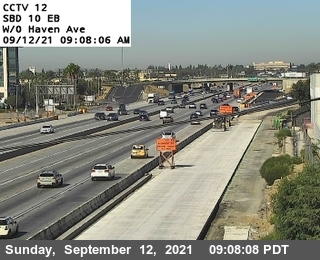 CCTV 12
SBD 10 EB
W/O Haven Ave
09/12/21 09:08:06 AM
Sunday, September 12, 2021 09:08:08 PDT